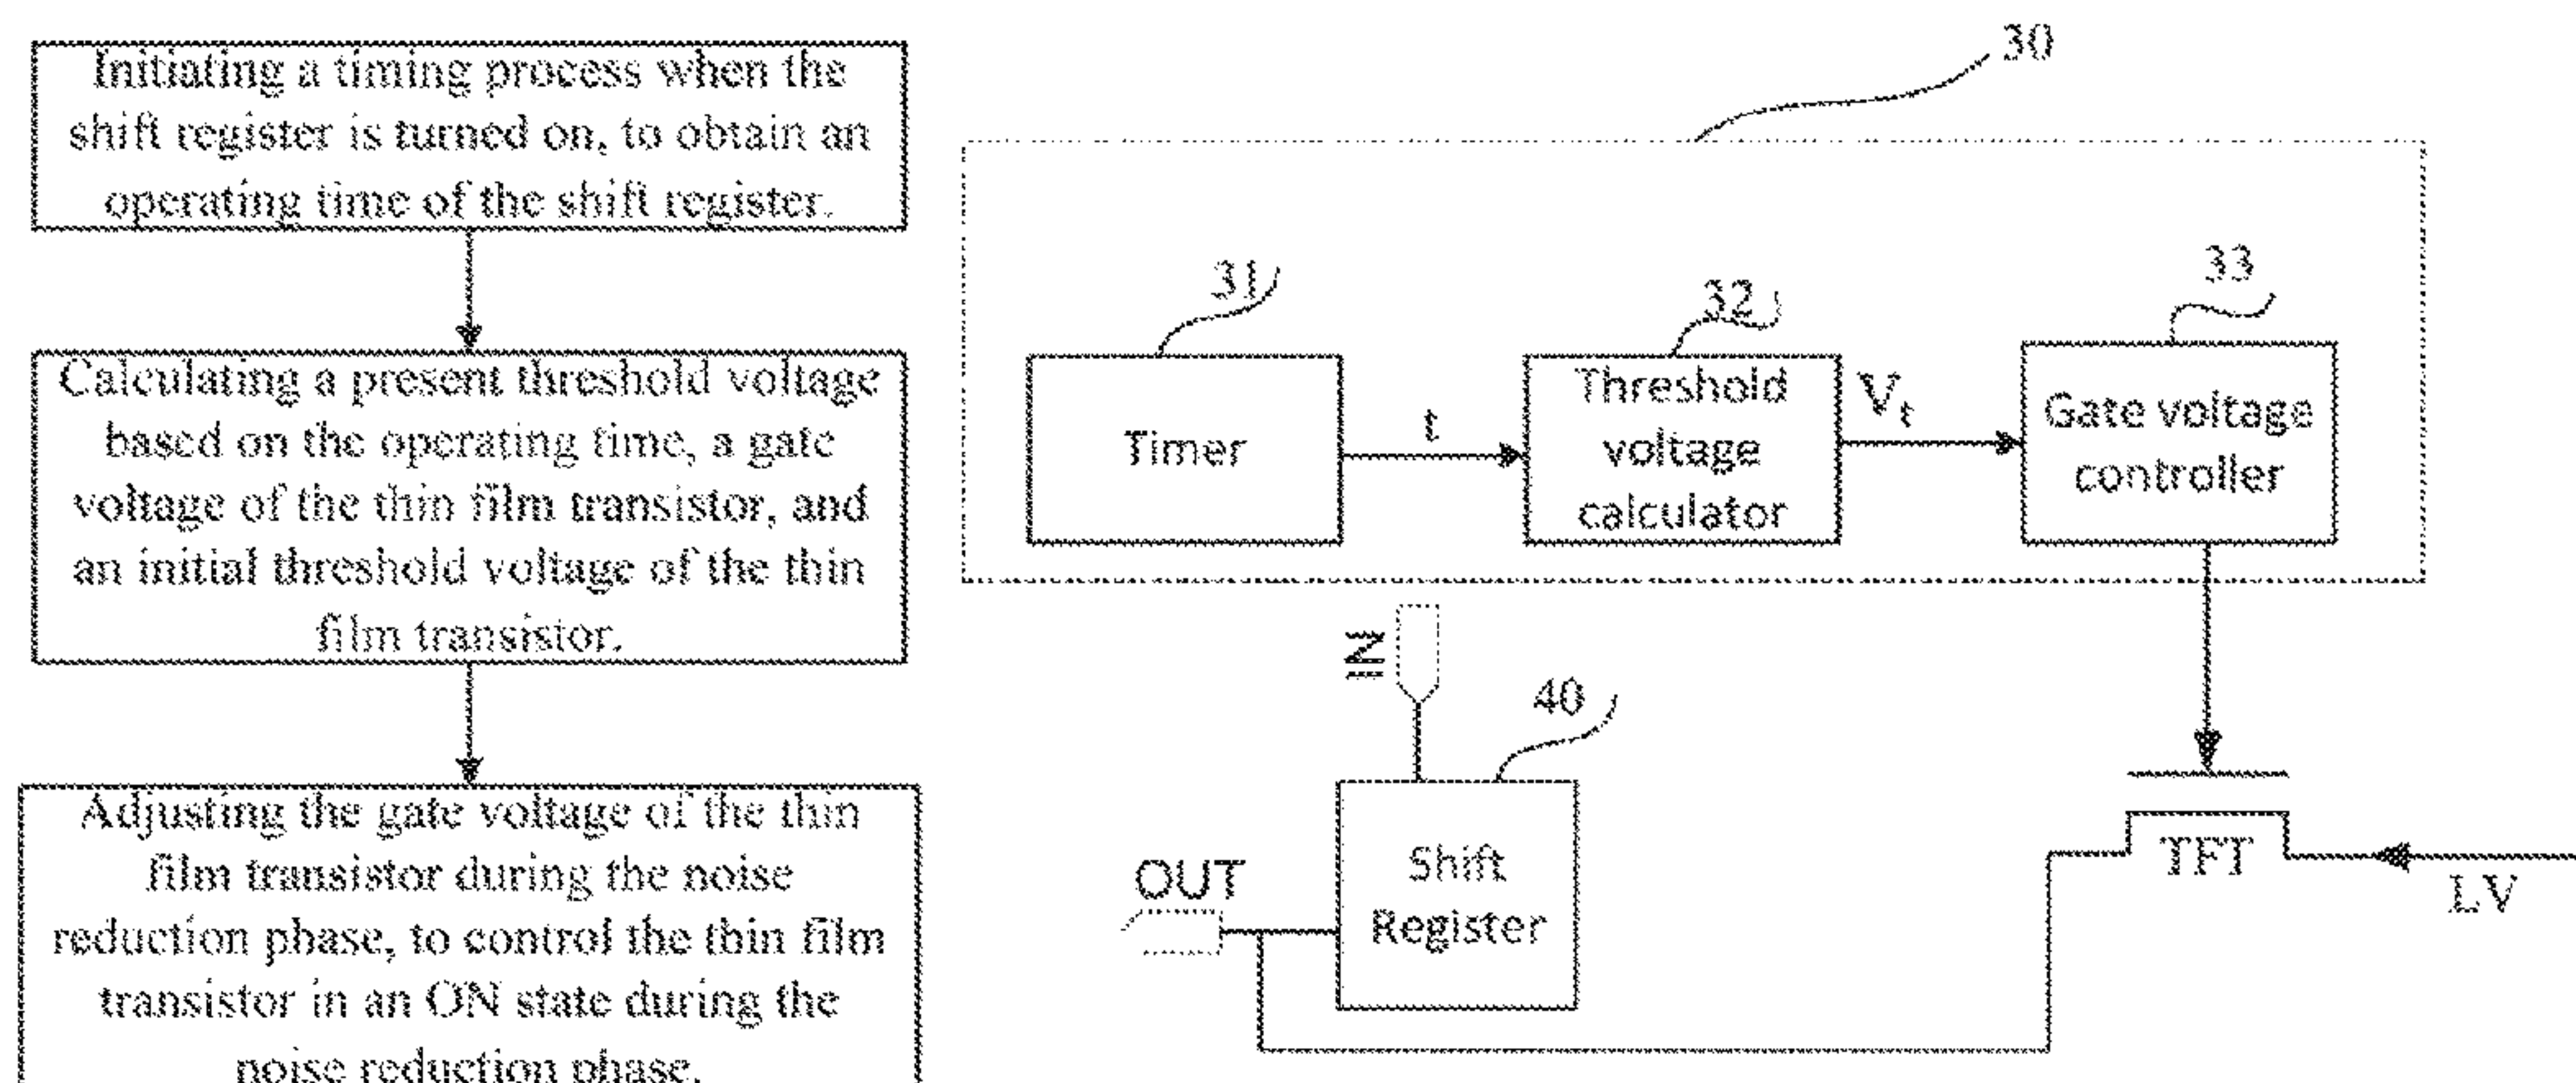 Initiating a timing process when the
shift register is turned on, to obtain an
operating time of the shift register.
Calculating a present threshold voltage
based on the operating time, a gate
voltage of the thin film transistor, and
an initial threshold voltage of the thin
film transistor.
Adjusting the gate voltage of the thin
film transistor during the noise
reduction phase, to control the thin film
transistor in an ON state during the
noise reduction phase.
30
31
32
33
Timer
t
Threshold
voltage
calculator
Vt
Gate voltage
controller
IN
40
OUT
Shift
Register
TFT
LV